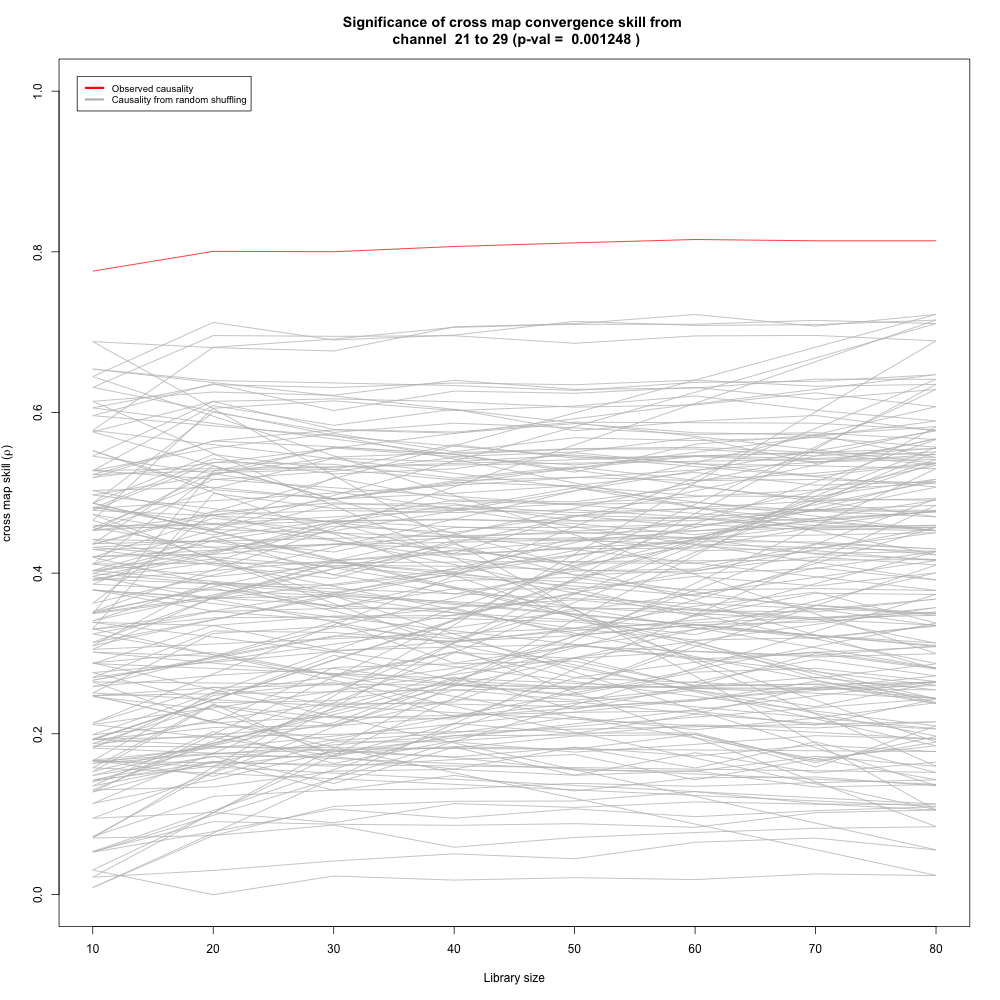 Significance of cross map convergence skill from
channel  21 to 29 (p-val =  0.001248 )
Observed causality
Causality from random shuffling
1.0
0.8
0.6
0.4
0.2
0.0
cross map skill (ρ)
10 20 30 40 50 60 70 80
Library size